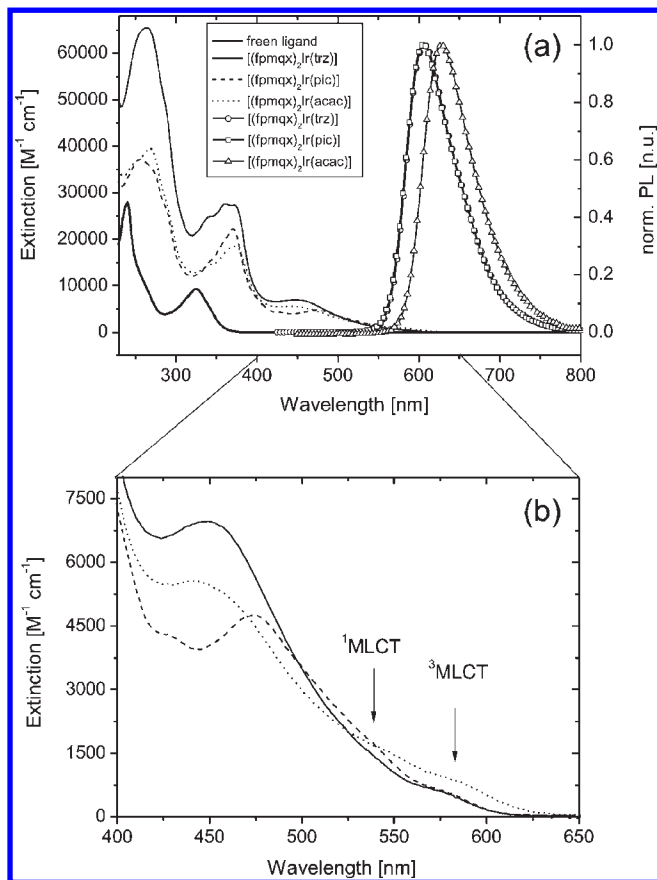 (a)
freen ligand
[(fpmqx)₂Ir(trz)]
[(fpmqx)₂Ir(pic)]
[(fpmqx)₂Ir(acac)]
[(fpmqx)₂Ir(trz)]
[(fpmqx)₂Ir(pic)]
[(fpmqx)₂Ir(acac)]
Extinction [M⁻¹ cm⁻¹]
60000
50000
40000
30000
20000
10000
0
norm. PL [n.u.]
1.0
0.8
0.6
0.4
0.2
0.0
300 400 500 600 700 800
Wavelength [nm]
(b)
Extinction [M⁻¹ cm⁻¹]
7500
6000
4500
3000
1500
0
¹MLCT
³MLCT
400 450 500 550 600 650
Wavelength [nm]